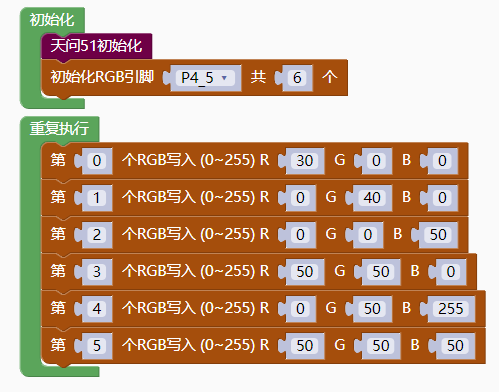 初始化
天问51初始化
初始化RGB引脚 P4_5 共 6 个
重复执行
第 0 个RGB写入 (0~255) R 30 G 0 B 0
第 1 个RGB写入 (0~255) R 0 G 40 B 0
第 2 个RGB写入 (0~255) R 0 G 0 B 50
第 3 个RGB写入 (0~255) R 50 G 50 B 0
第 4 个RGB写入 (0~255) R 0 G 50 B 255
第 5 个RGB写入 (0~255) R 50 G 50 B 50